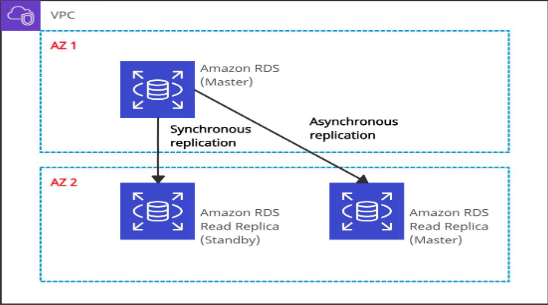 VPC
AZ 1
Amazon RDS
(Master)
Synchronous
replication
Asynchronous
replication
AZ 2
Amazon RDS
Read Replica
(Standby)
Amazon RDS
Read Replica
(Master)